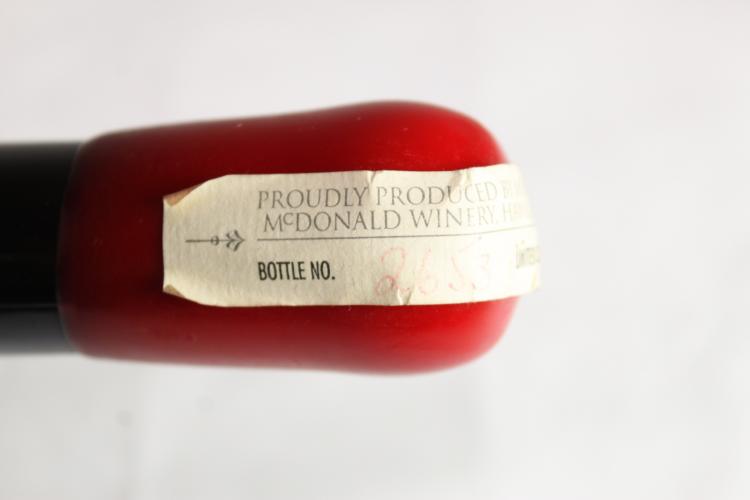 PROUDLY PRODUCED
McDONALD WINERY,
BOTTLE NO. 2653